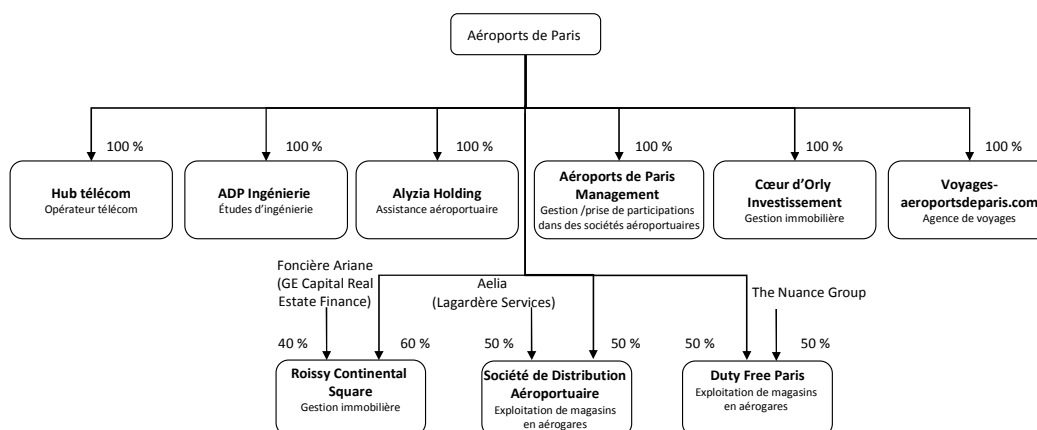 Aéroports de Paris
100 %
100 %
100 %
100 %
100 %
100 %
Hub télécom
Opérateur télécom
ADP Ingénierie
Études d'ingénierie
Alyzia Holding
Assistance aéroportuaire
Aéroports de Paris
Management
Gestion /prise de participations
dans des sociétés aéroportuaires
Cœur d'Orly
Investissement
Gestion immobilière
Voyages-
aeroportsdeparis.com
Agence de voyages
Foncière Ariane
(GE Capital Real
Estate Finance)
Aelia
(Lagardère Services)
The Nuance Group
40 %
60 %
50 %
50 %
50 %
50 %
Roissy Continental
Square
Gestion immobilière
Société de Distribution
Aéroportuaire
Exploitation de magasins
en aérogares
Duty Free Paris
Exploitation de magasins
en aérogares